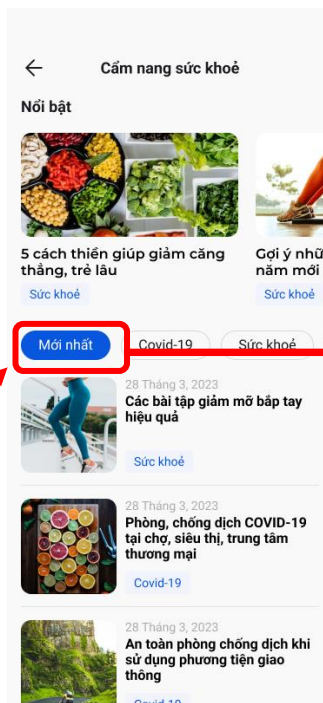 Cẩm nang sức khoẻ
Nổi bật
5 cách thiền giúp giảm căng
thẳng, trẻ lâu
Sức khoẻ
Gợi ý nhữ
năm mới
Sức khoẻ
Mới nhất
Covid-19
Sức khoẻ
28 Tháng 3, 2023
Các bài tập giảm mỡ bắp tay
hiệu quả
Sức khoẻ
28 Tháng 3, 2023
Phòng, chống dịch COVID-19
tại chợ, siêu thị, trung tâm
thương mại
Covid-19
28 Tháng 3, 2023
An toàn phòng chống dịch khi
sử dụng phương tiện giao
thông
Covid-19